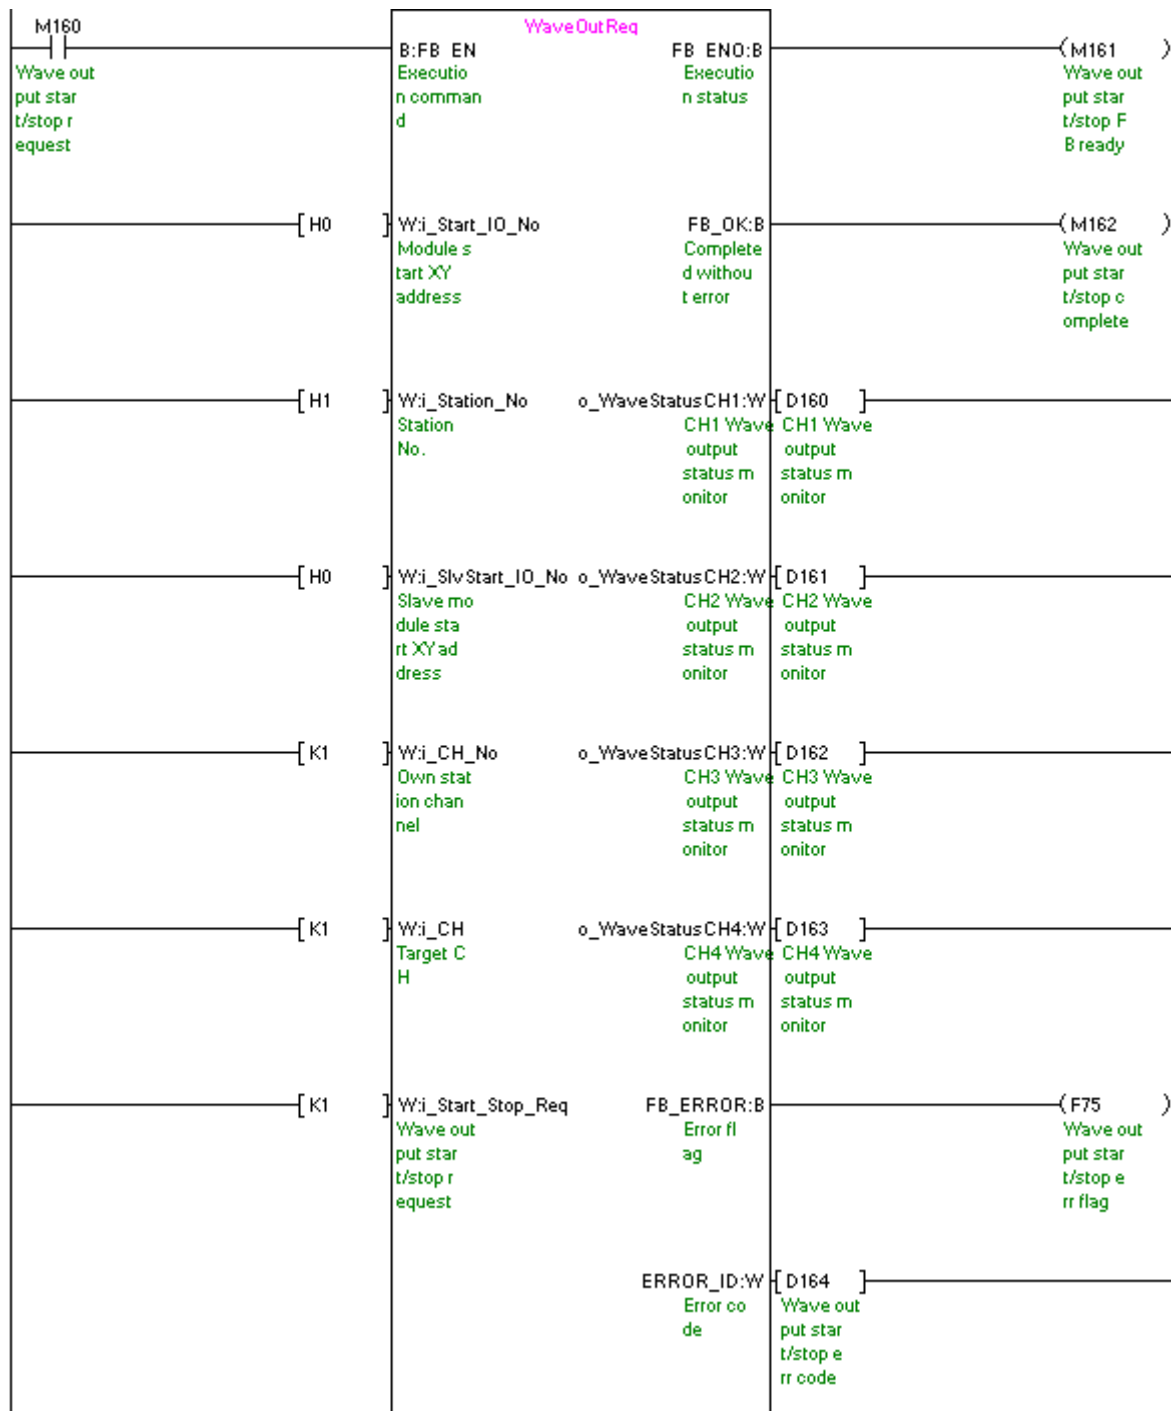 WaveOutReq
M160
B:FB_EN
FB_ENO:B
M161
Wave out
put star
t/stop r
equest
Executio
n comman
d
Executio
n status
Wave out
put star
t/stop F
B ready
H0
W:i_Start_IO_No
FB_OK:B
M162
Module s
tart XY
address
Complete
d withou
t error
Wave out
put star
t/stop c
omplete
H1
W:i_Station_No
o_WaveStatusCH1:W
D160
Station
No.
CH1 Wave
output
status m
onitor
CH1 Wave
output
status m
onitor
H0
W:i_SlvStart_IO_No
o_WaveStatusCH2:W
D161
Slave mo
dule sta
rt XY ad
dress
CH2 Wave
output
status m
onitor
CH2 Wave
output
status m
onitor
K1
W:i_CH_No
o_WaveStatusCH3:W
D162
Own stat
ion chan
nel
CH3 Wave
output
status m
onitor
CH3 Wave
output
status m
onitor
K1
W:i_CH
o_WaveStatusCH4:W
D163
Target C
H
CH4 Wave
output
status m
onitor
CH4 Wave
output
status m
onitor
K1
W:i_Start_Stop_Req
FB_ERROR:B
F75
Wave out
put star
t/stop r
equest
Error fl
ag
Wave out
put star
t/stop e
rr flag
ERROR_ID:W
D164
Error co
de
Wave out
put star
t/stop e
rr code